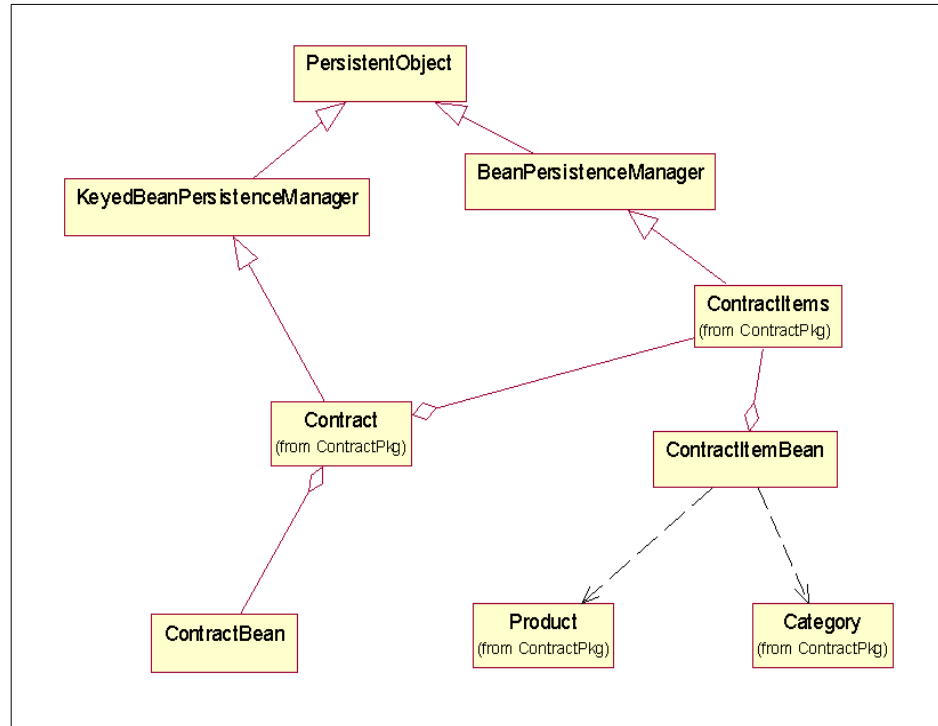 PersistentObject
BeanPersistenceManager
KeyedBeanPersistenceManager
ContractItems
(from ContractPkg)
Contract
(from ContractPkg)
ContractItemBean
ContractBean
Product
(from ContractPkg)
Category
(from ContractPkg)